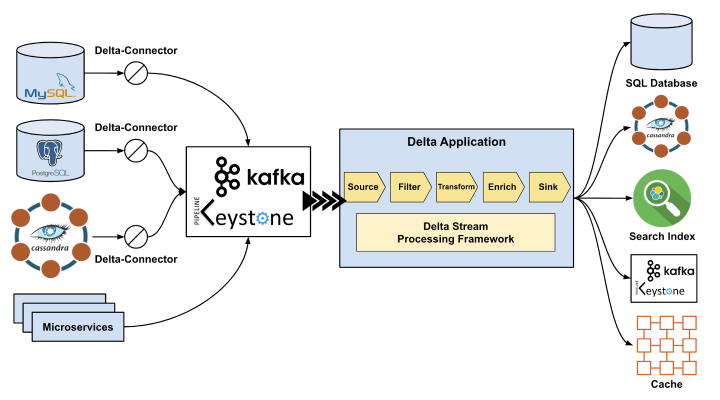 Delta-Connector
MySQL
Delta-Connector
PostgreSQL
cassandra
Delta-Connector
Microservices
kafka
PIPELINE
Keystone
Delta Application
Source
Filter
Transform
Enrich
Sink
Delta Stream
Processing Framework
SQL Database
cassandra
Search Index
kafka
PIPELINE
Keystone
Cache